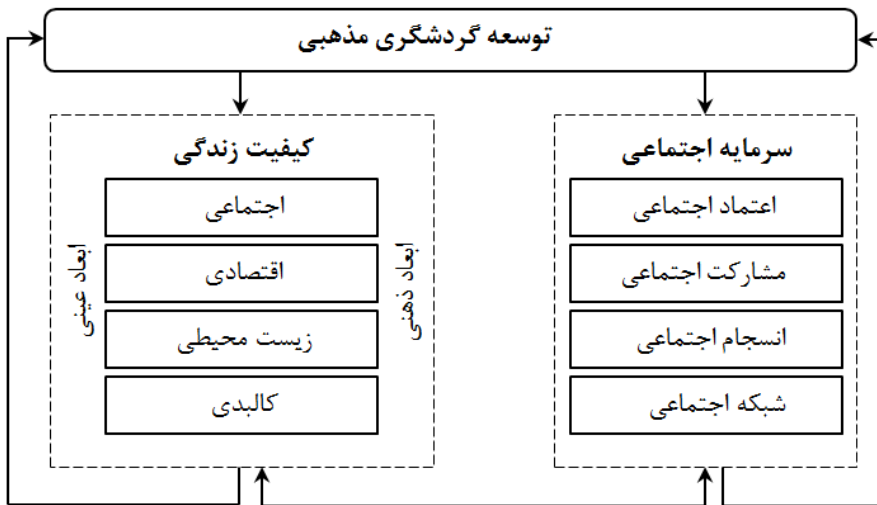 توسعه گردشگری مذهبی
سرمایه اجتماعی
اعتماد اجتماعی
مشارکت اجتماعی
انسجام اجتماعی
شبکه اجتماعی
کیفیت زندگی
ابعاد ذهنی
اجتماعی
اقتصادی
زیست محیطی
کالبدی
ابعاد عینی